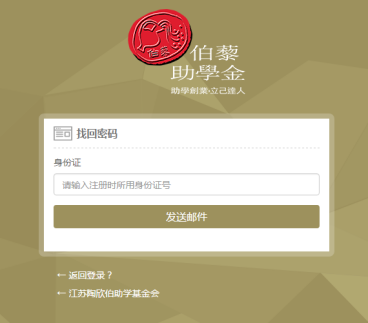 伯藜
伯藜
助學金
助學創業·立己達人
找回密码
身份证
请输入注册时所用身份证号
发送邮件
← 返回登录？
← 江苏陶欣伯助学基金会